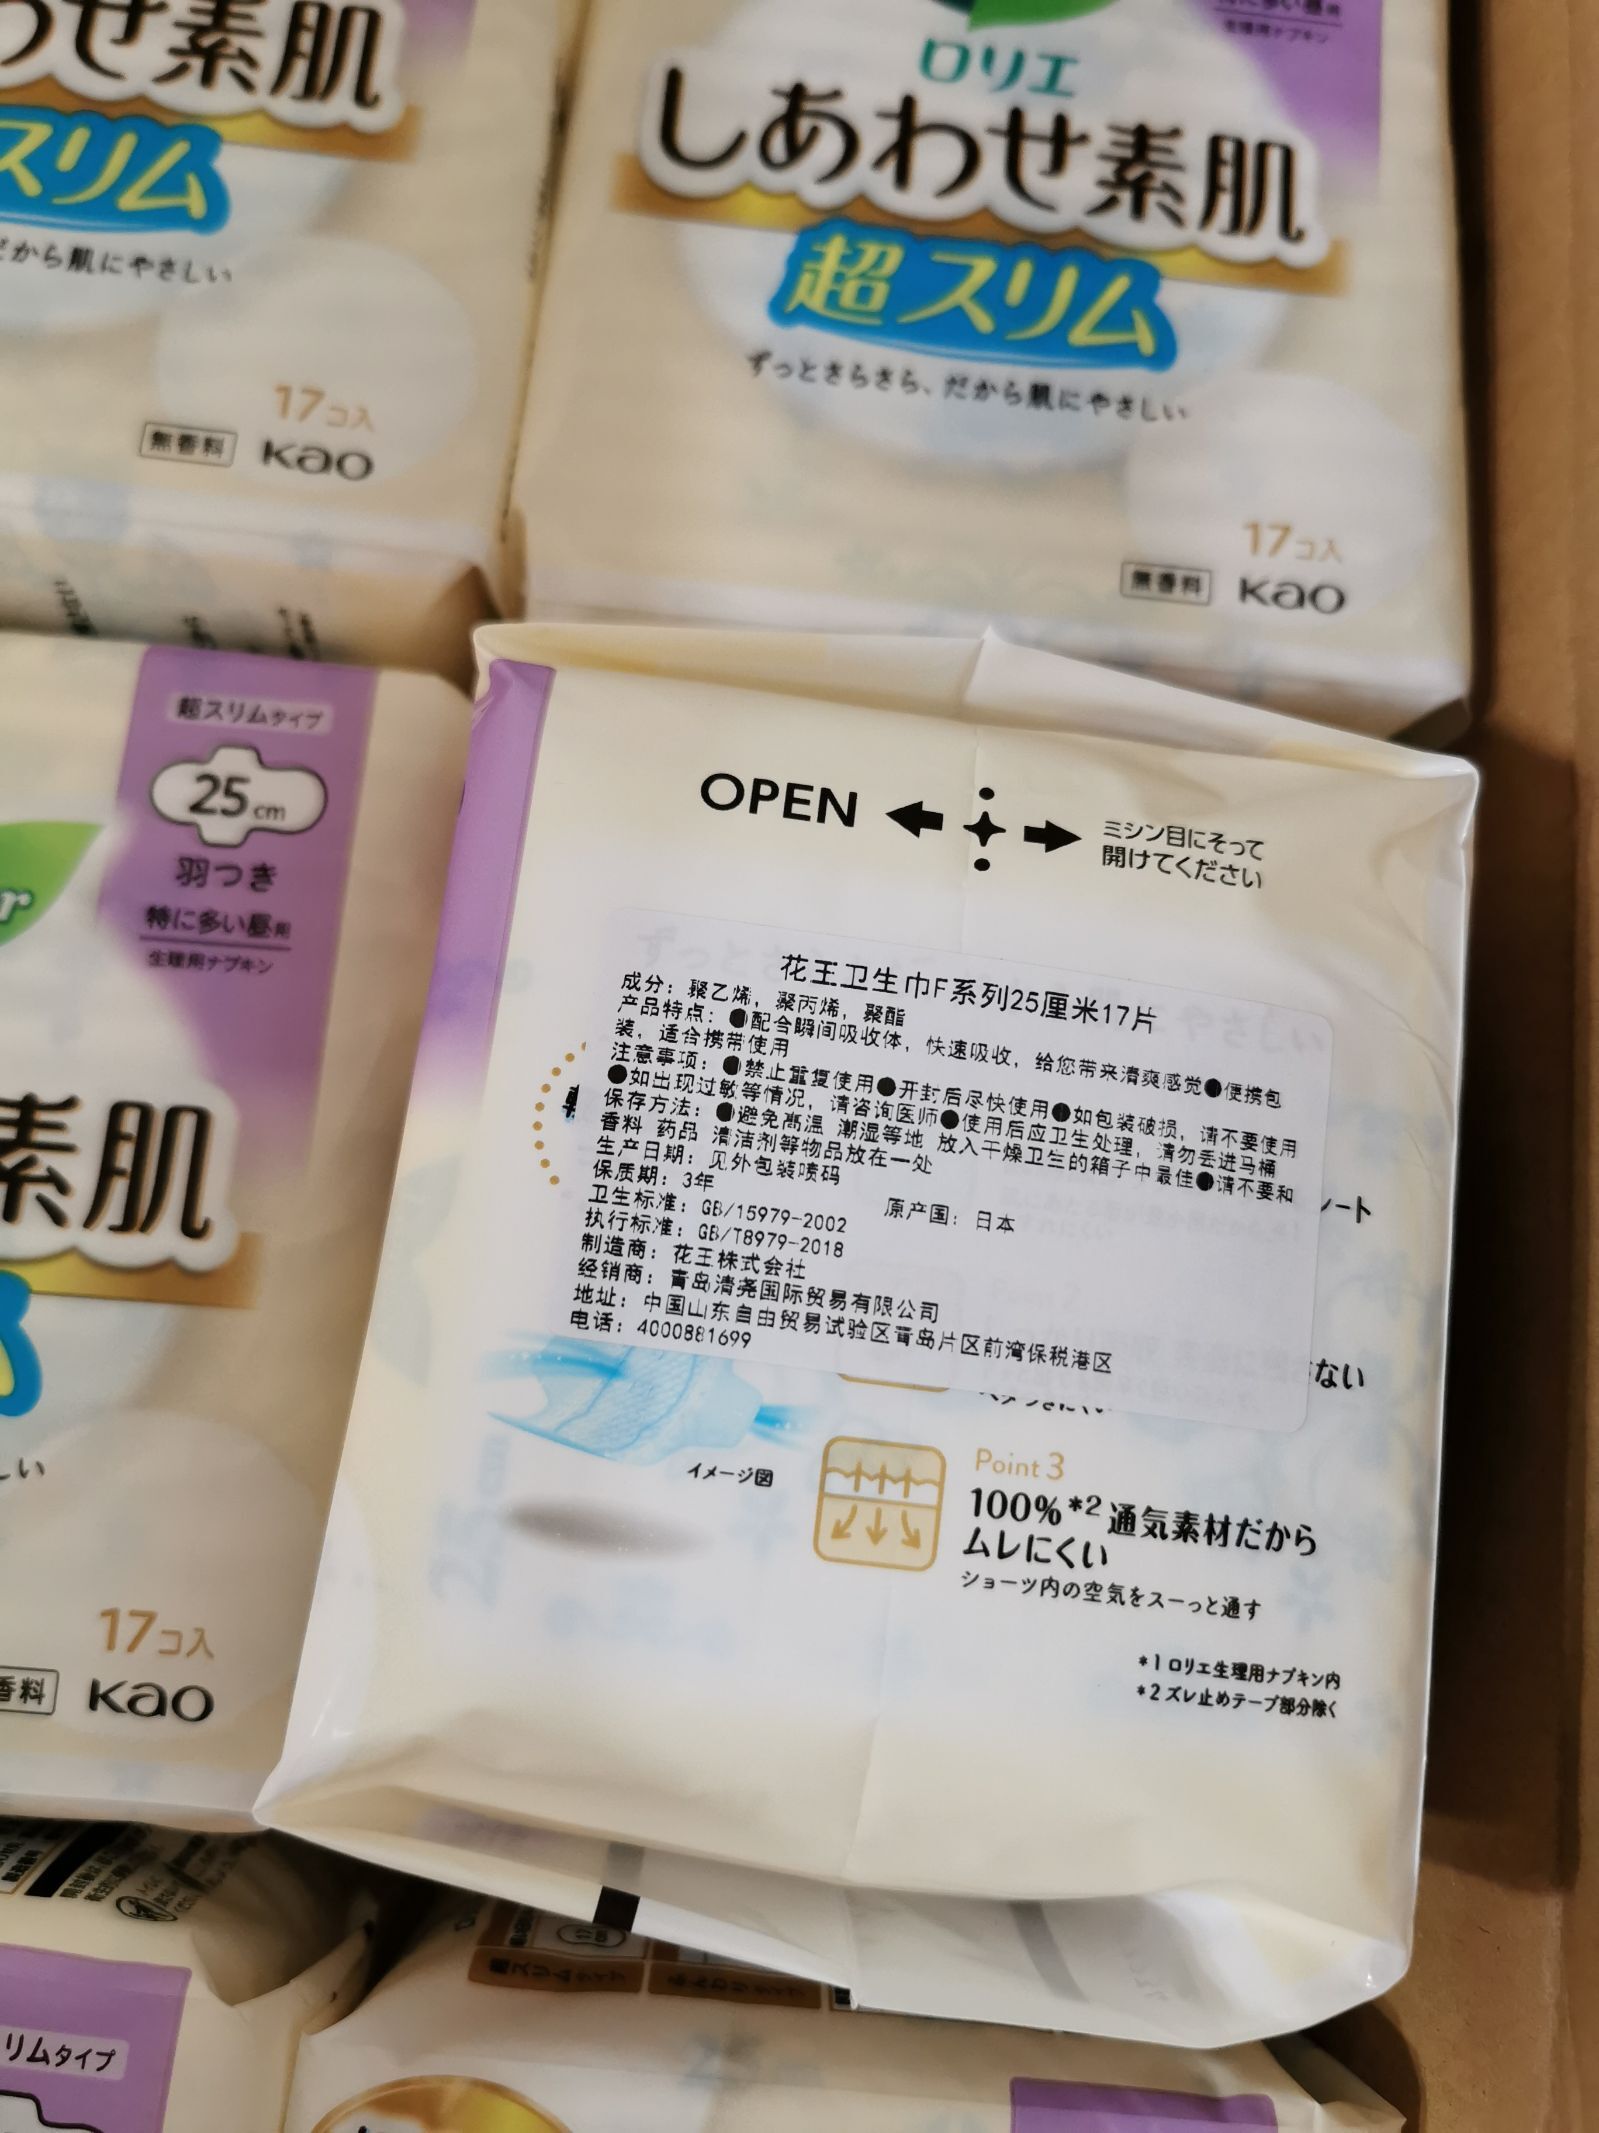 わせ素肌
スリム
だから肌にやさしい
17コ入
無香料 Kao
生理用ナプキン
ロリエ
しあわせ素肌
超スリム
ずっとさらさら、だから肌にやさしい
17コ入
無香料 Kao
超スリムタイプ
25cm
羽つき
特に多い昼用
生理用ナプキン
素肌
しい
17コ入
香料 Kao
OPEN
ミシン目にそって
開けてください
花王卫生巾F系列25厘米17片
成分：聚乙烯，聚丙烯，聚酯
产品特点：●配合瞬间吸收体，快速吸收，给您带来清爽感觉●便携包
装，适合携带使用
注意事项：●禁止重复使用●开封后尽快使用●如包装破损，请不要使用
●如出现过敏等情况，请咨询医师●使用后应卫生处理，请勿丢进马桶
保存方法：●避免高温 潮湿等地 放入干燥卫生的箱子中最佳●请不要和
香料 药品 清洁剂等物品放在一处
生产日期：见外包装喷码
保质期：3年
卫生标准：GB/15979-2002 原产国：日本
执行标准：GB/T8979-2018
制造商：花王株式会社
经销商：青岛清尧国际贸易有限公司
地址：中国山东自由贸易试验区青岛片区前湾保税港区
电话：4000881699
ート
ない
イメージ図
Point 3
100%*2通気素材だから
ムレにくい
ショーツ内の空気をスーっと通す
*1 ロリエ生理用ナプキン内
*2 ズレ止めテープ部分除く
リムタイプ